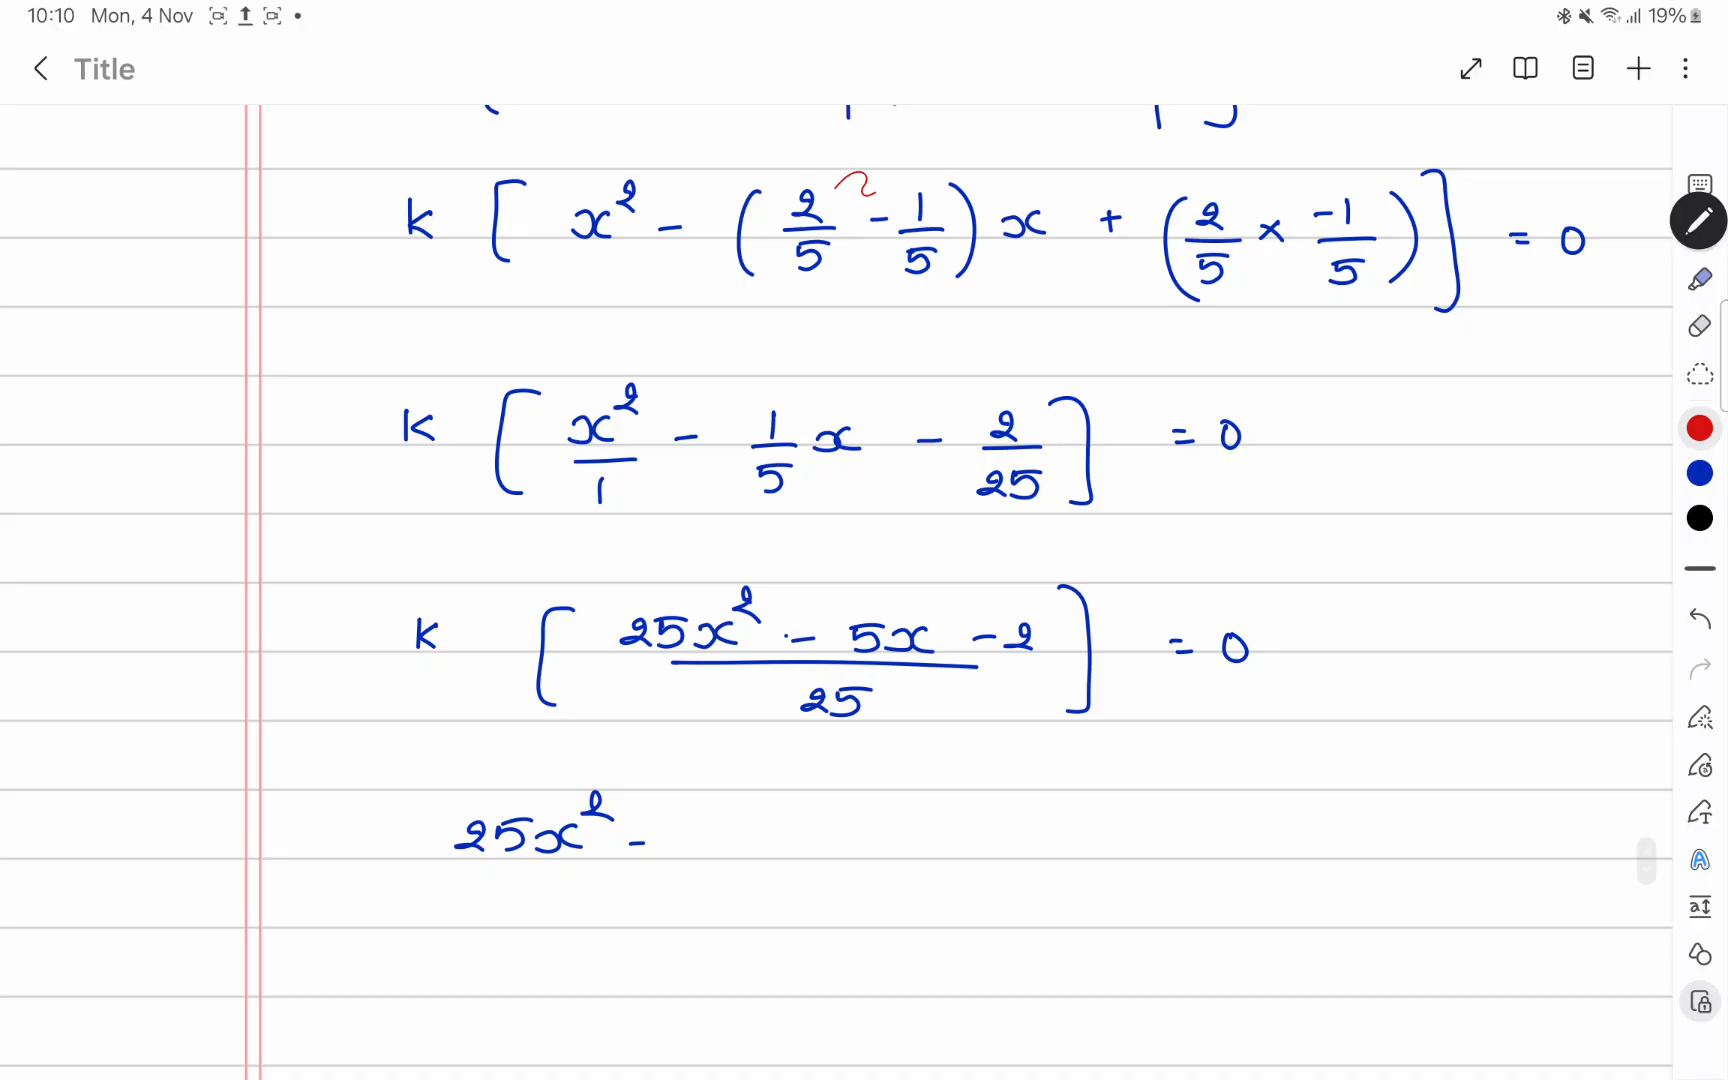 10:10 Mon, 4 Nov 19%
Title
K [ x² - ( 2/5 - 1/5 ) x + ( 2/5 × -1/5 ) ] = 0
K [ x²/1 - 1/5 x - 2/25 ] = 0
K [ 25x² - 5x - 2 / 25 ] = 0
25x² -